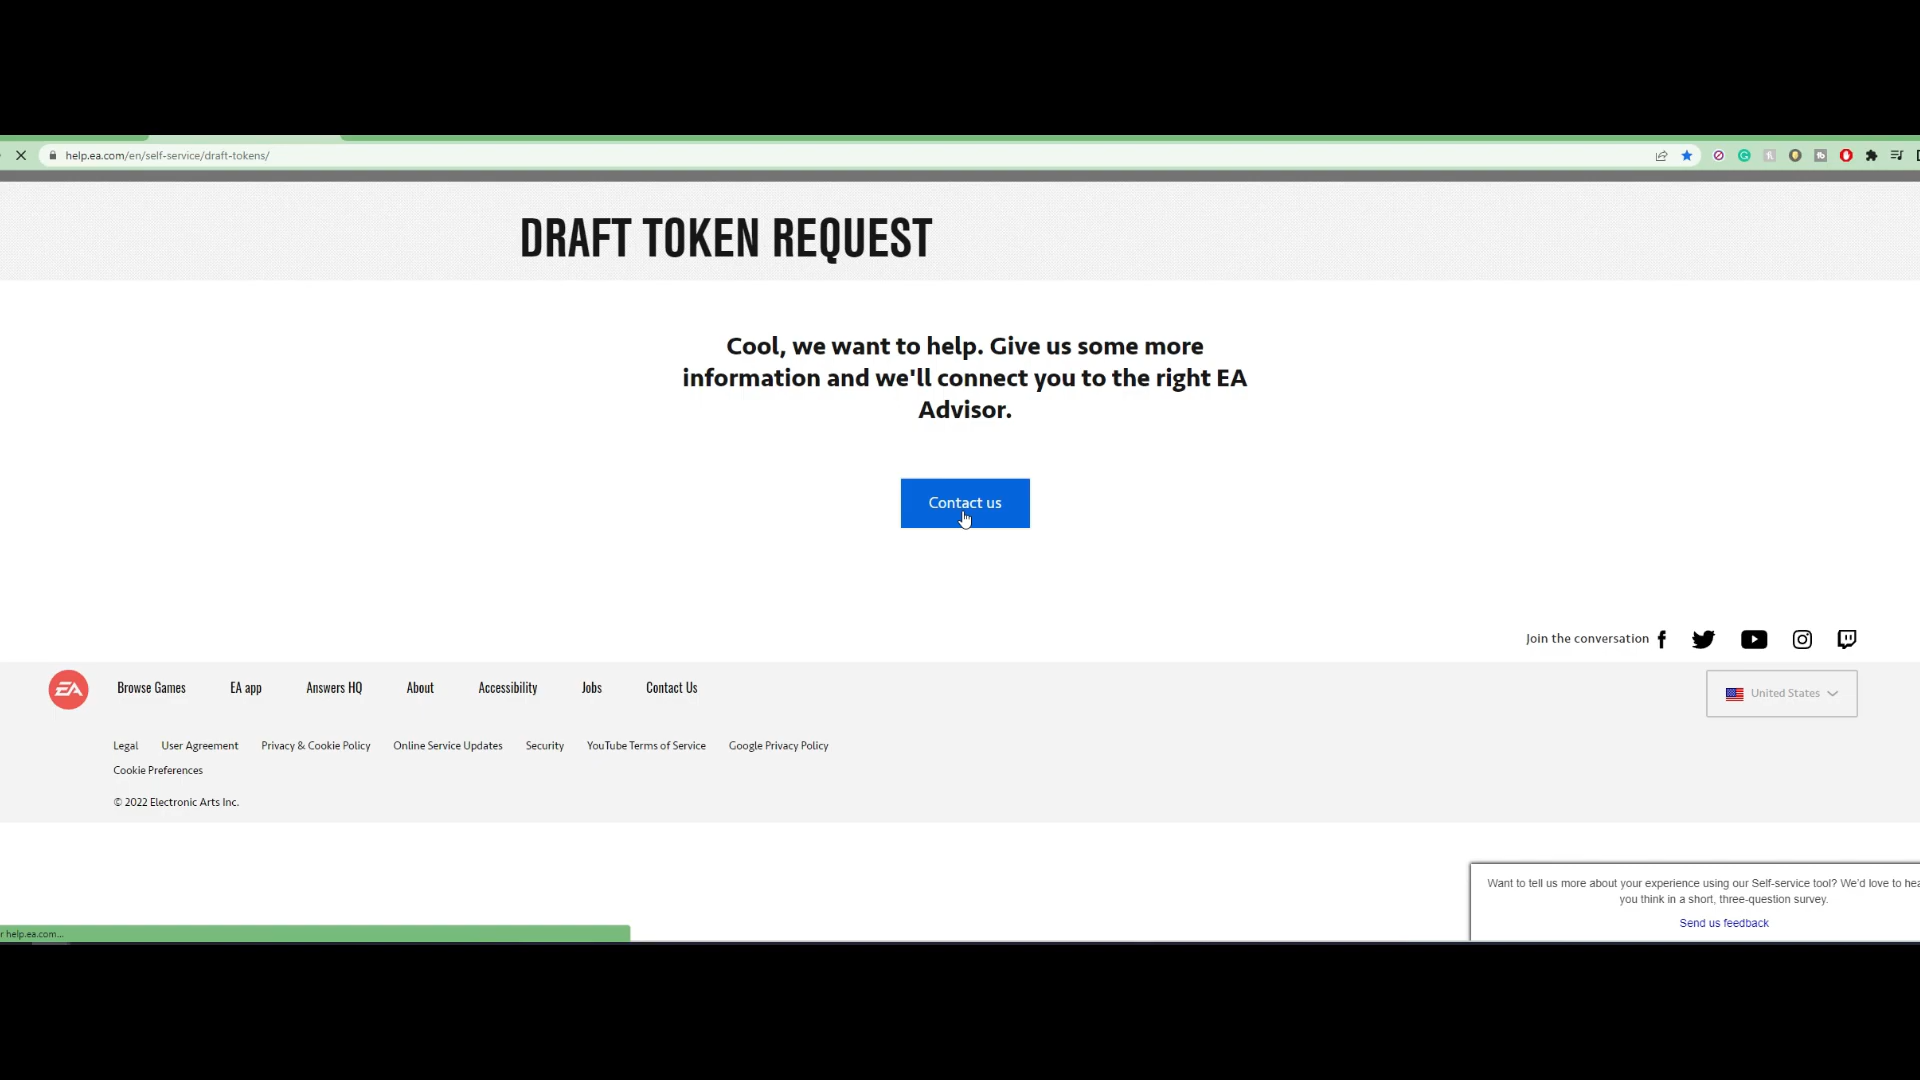 help.ea.com/en/self-service/draft-tokens/
DRAFT TOKEN REQUEST
Cool, we want to help. Give us some more
information and we'll connect you to the right EA
Advisor.
Contact us
Join the conversation
EA
Browse Games EA app Answers HQ About Accessibility Jobs Contact Us
United States
Legal User Agreement Privacy & Cookie Policy Online Service Updates Security YouTube Terms of Service Google Privacy Policy
Cookie Preferences
© 2022 Electronic Arts Inc.
Want to tell us more about your experience using our Self-service tool? We'd love to hea
you think in a short, three-question survey.
Send us feedback
r help.ea.com...